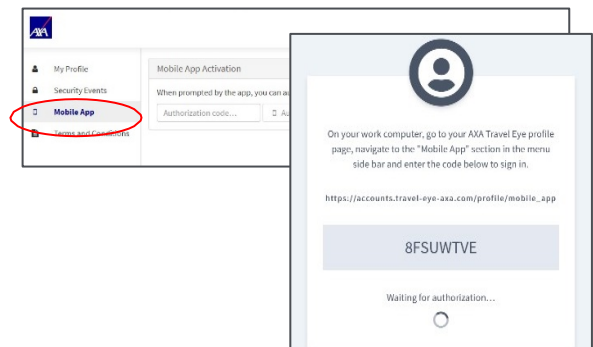 AXA
My Profile
Security Events
Mobile App
Terms and Conditions
Mobile App Activation
When prompted by the app, you can au
Authorization code...
Au
On your work computer, go to your AXA Travel Eye profile
page, navigate to the "Mobile App" section in the menu
side bar and enter the code below to sign in.
https://accounts.travel-eye-axa.com/profile/mobile_app
8FSUWTVE
Waiting for authorization...